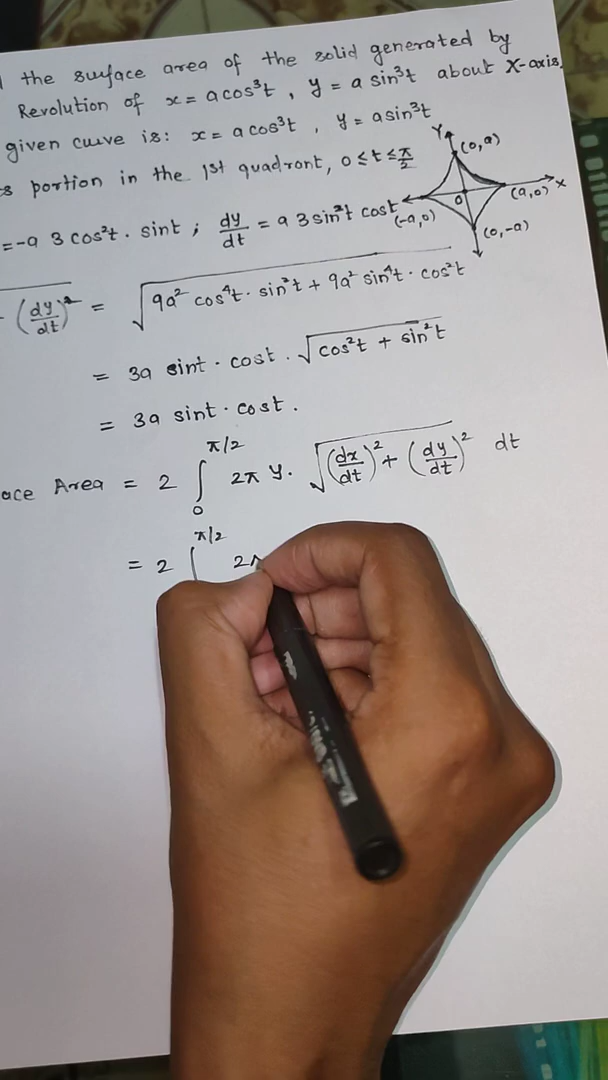 the surface area of the solid generated by
Revolution of x = a cos³t , y = a sin³t about X-axis.
given curve is: x = a cos³t , y = a sin³t
portion in the 1st quadrant, 0 ≤ t ≤ π/2
Y
(0,a)
X
(a,0)
0
(-a,0)
(0,-a)
= -a 3 cos²t · sint ; dy/dt = a 3 sin²t cost
(dy/dt)² = √(9a² cos⁴t · sin²t + 9a² sin⁴t · cos²t)
= 3a sint · cost · √(cos²t + sin²t)
= 3a sint · cost .
ace Area = 2 ∫₀^(π/2) 2π y · √((dx/dt)² + (dy/dt)²) dt
= 2 ∫^(π/2) 2